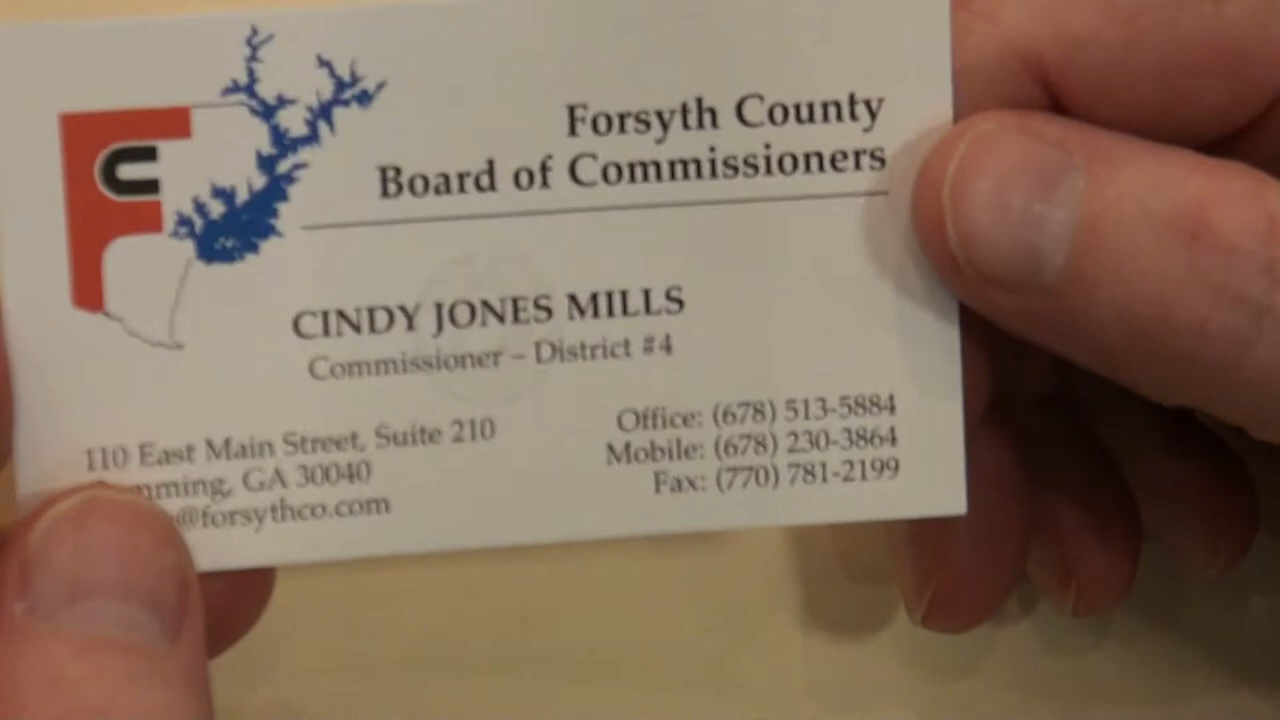 Forsyth County
Board of Commissioners
CINDY JONES MILLS
Commissioner – District #4
110 East Main Street, Suite 210
mming, GA 30040
@forsythco.com
Office: (678) 513-5884
Mobile: (678) 230-3864
Fax: (770) 781-2199